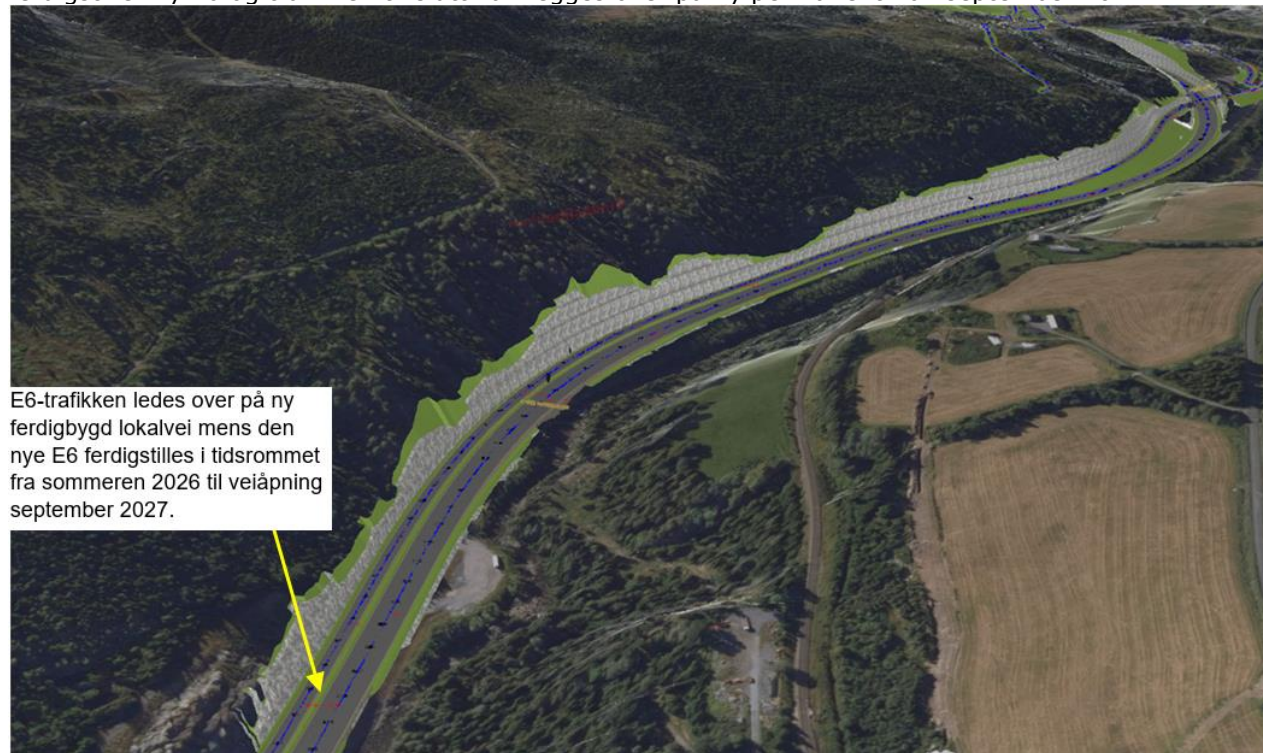 E6-trafikken ledes over på ny
ferdigbygd lokalvei mens den
nye E6 ferdigstilles i tidsrommet
fra sommeren 2026 til veiåpning
september 2027.